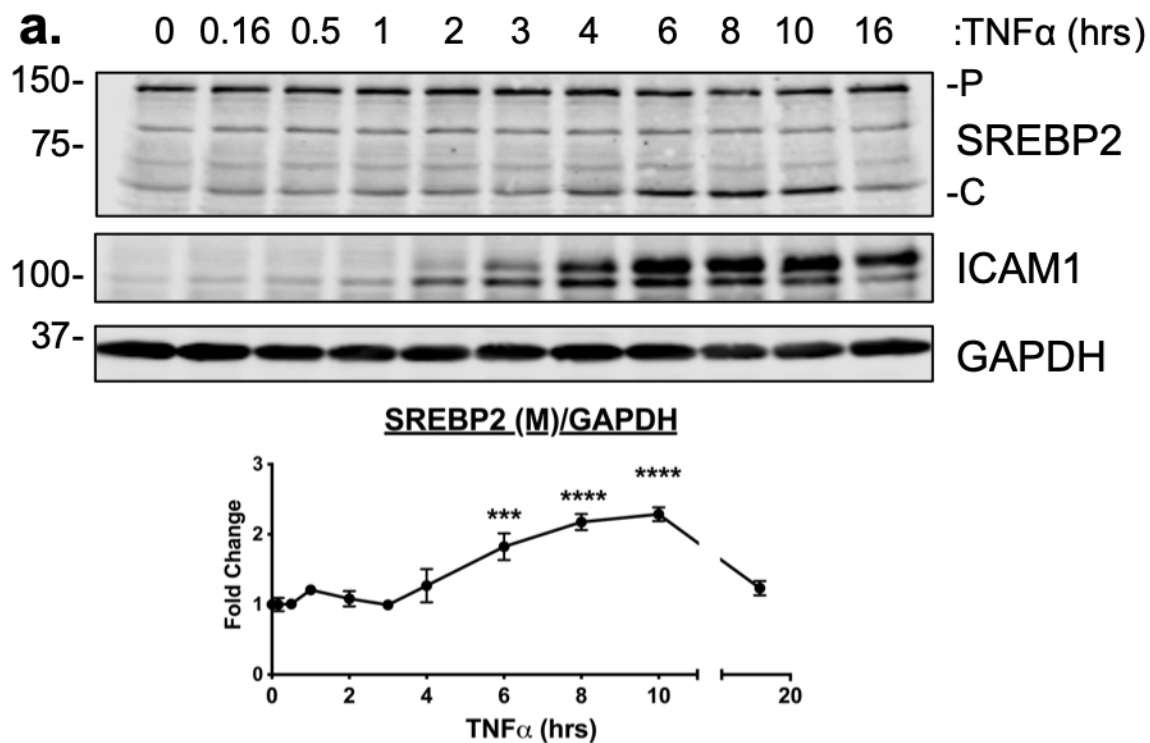 a. 0 0.16 0.5 1 2 3 4 6 8 10 16 :TNFα (hrs)
150- -P
75- SREBP2
-C
100- ICAM1
37-
GAPDH
SREBP2 (M)/GAPDH
3
****
****
***
2
Fold Change
1
0
0 2 4 6 8 10 20
TNFα (hrs)